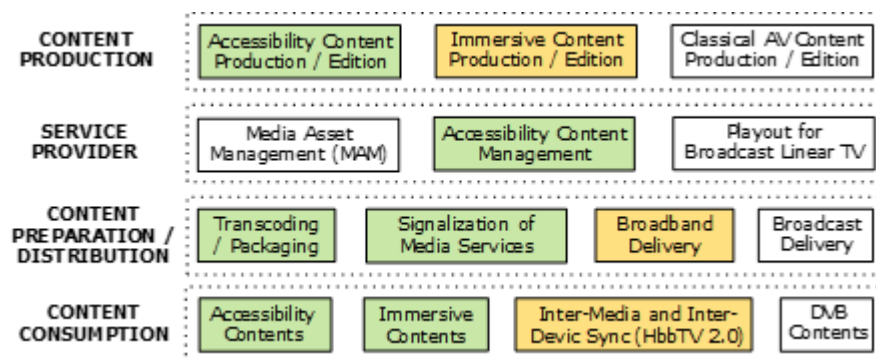 CONTENT
PRODUCTION
Accessibility Content
Production / Edition
Immersive Content
Production / Edition
Classical AV Content
Production / Edition
SERVICE
PROVIDER
Media Asset
Management (MAM)
Accessibility Content
Management
Playout for
Broadcast Linear TV
CONTENT
PREPARATION /
DISTRIBUTION
Transcoding
/ Packaging
Signalization of
Media Services
Broadband
Delivery
Broadcast
Delivery
CONTENT
CONSUMPTION
Accessibility
Contents
Immersive
Contents
Inter-Media and Inter-
Devic Sync (HbbTV 2.0)
DVB
Contents